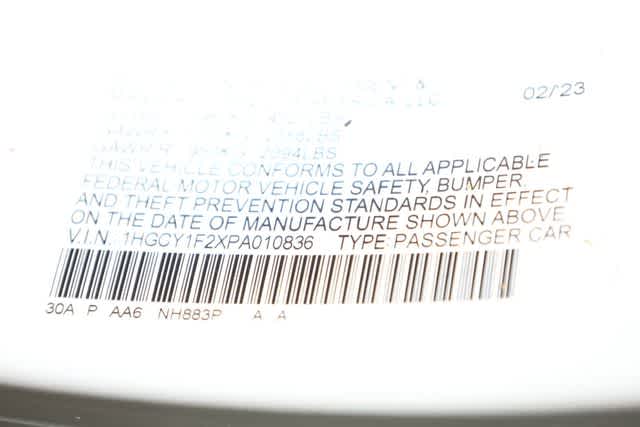 02/23
LBS
THIS VEHICLE CONFORMS TO ALL APPLICABLE
FEDERAL MOTOR VEHICLE SAFETY, BUMPER,
AND THEFT PREVENTION STANDARDS IN EFFECT
ON THE DATE OF MANUFACTURE SHOWN ABOVE
V.I.N. 1HGCY1F2XPA010836 TYPE: PASSENGER CAR
30A P AA6 NH883P A A